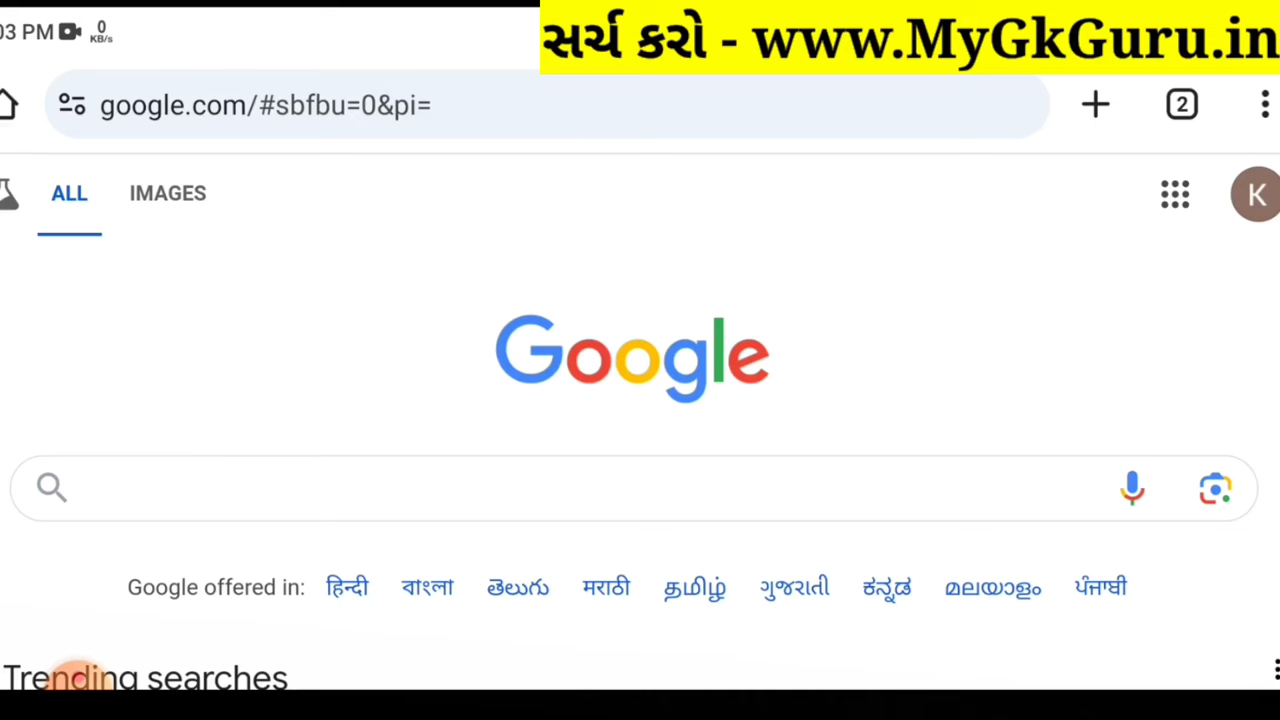 સર્ચ કરો - www.MyGkGuru.in
03 PM 0 KB/s
google.com/#sbfbu=0&pi=
2
ALL IMAGES
K
Google
Google offered in: हिन्दी বাংলা తెలుగు मराठी தமிழ் ગુજરાતી ಕನ್ನಡ മലയാളം ਪੰਜਾਬੀ
Trending searches